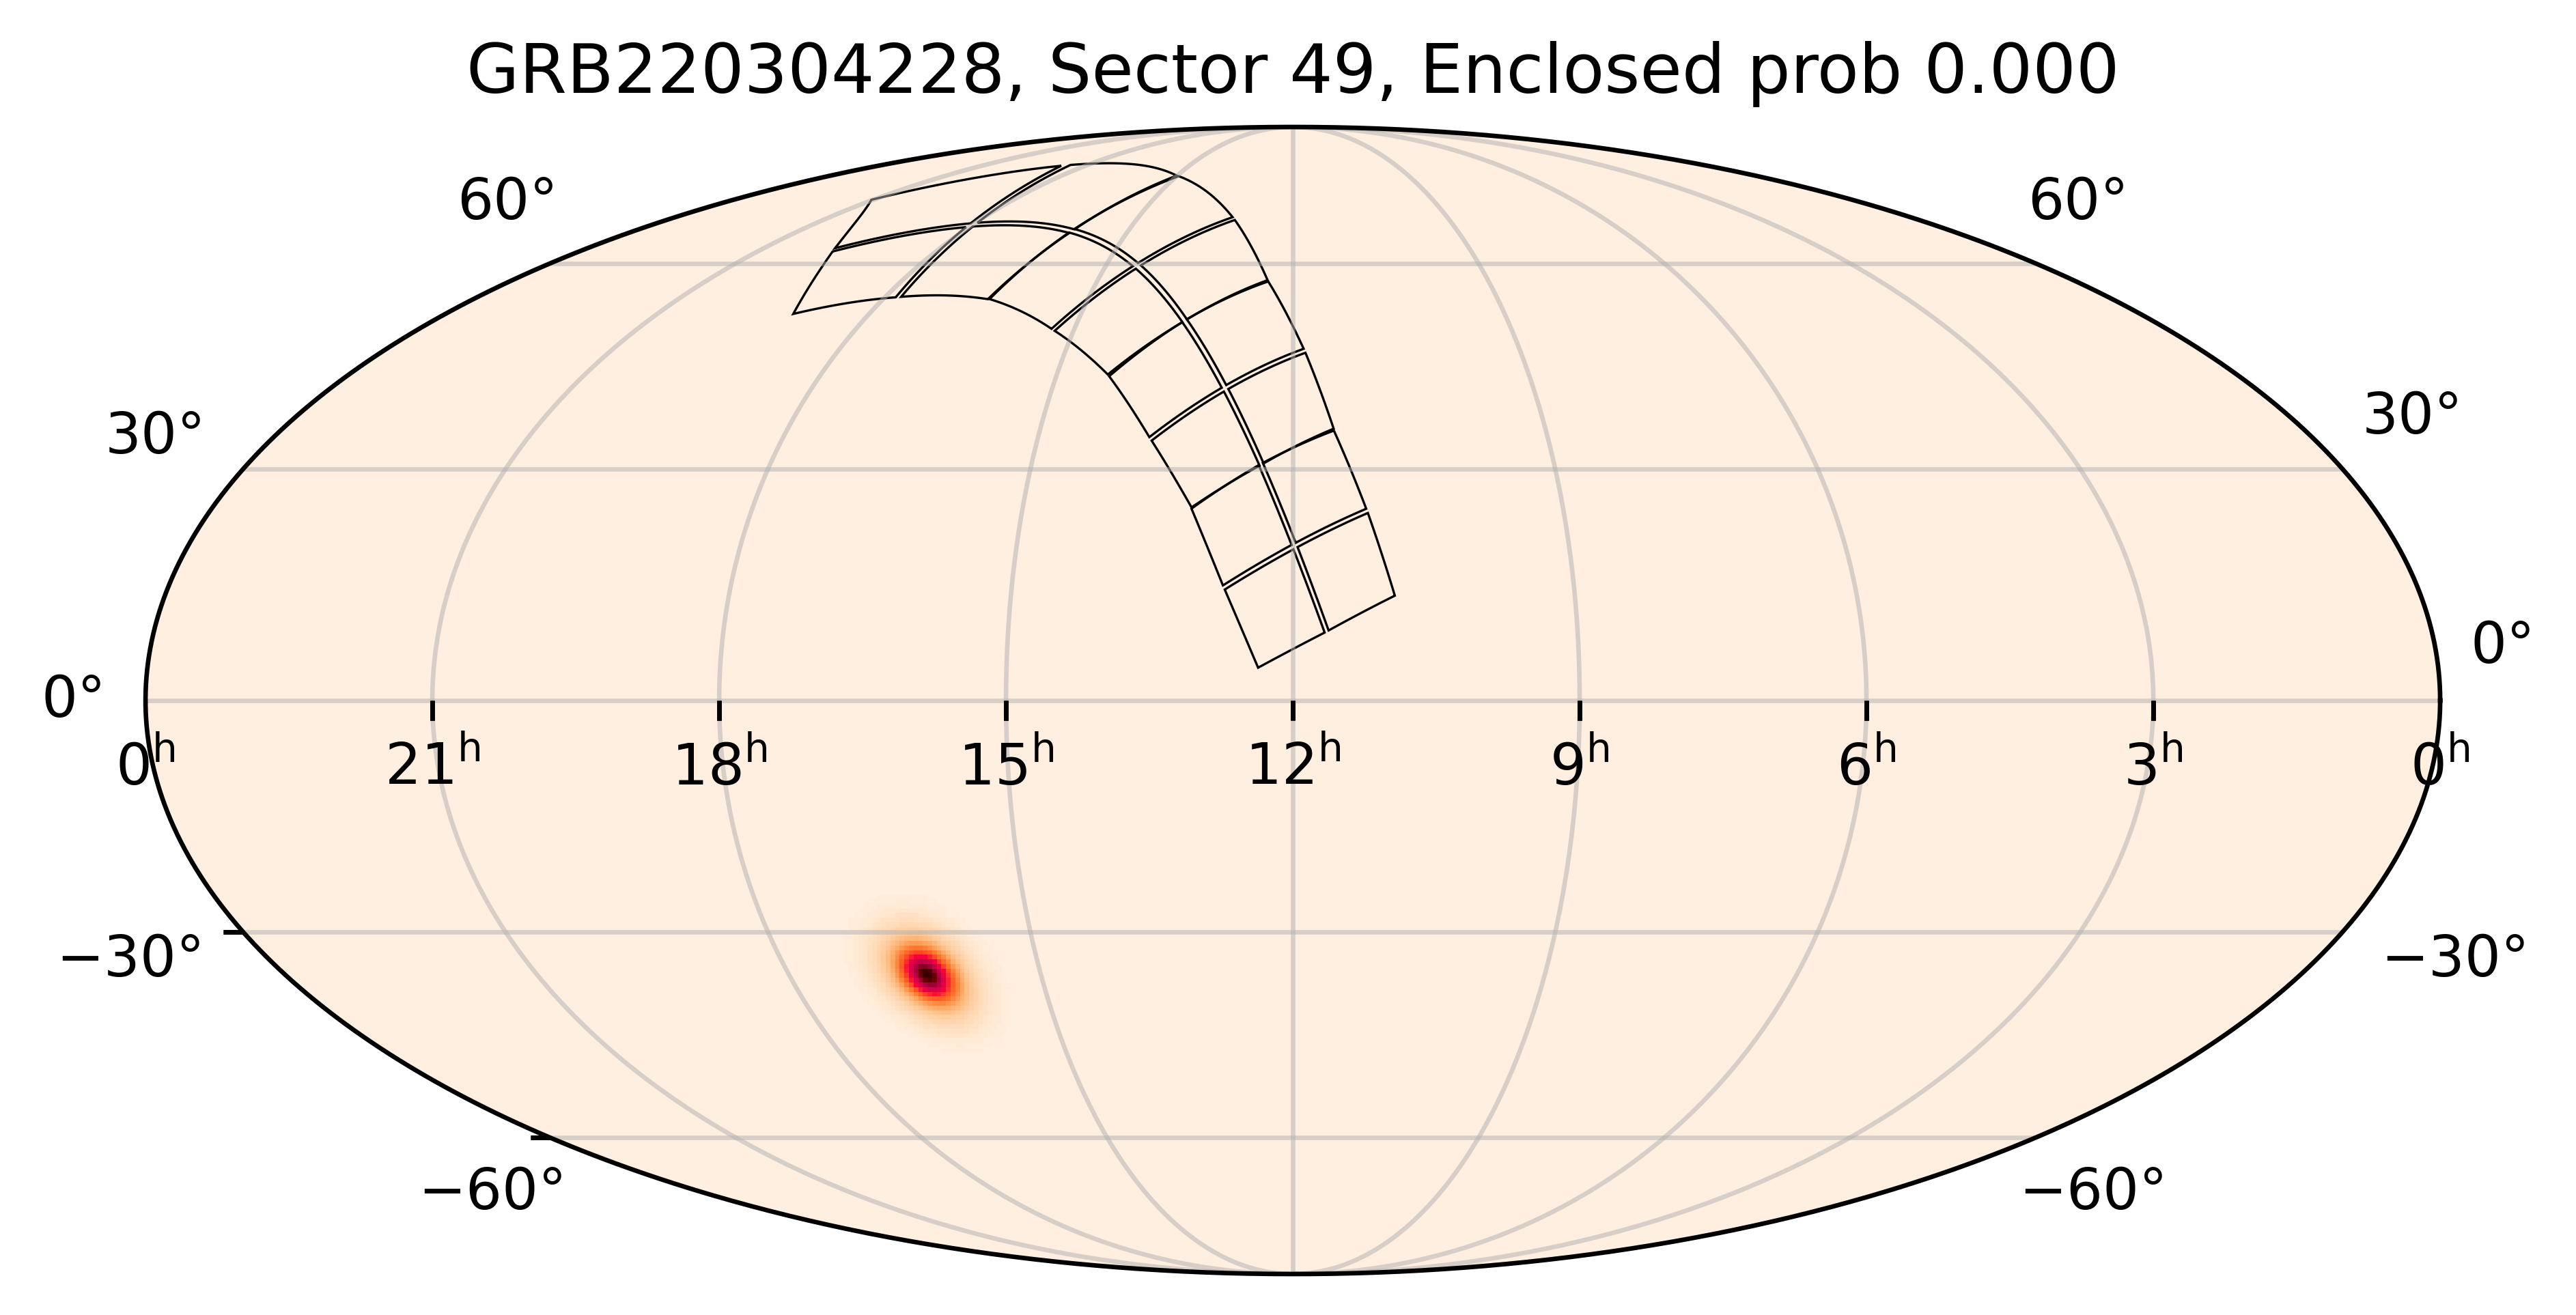 GRB220304228, Sector 49, Enclosed prob 0.000
60° 60°
30° 30°
0° 0°
0h 21h 18h 15h 12h 9h 6h 3h 0h
−30° −30°
−60° −60°